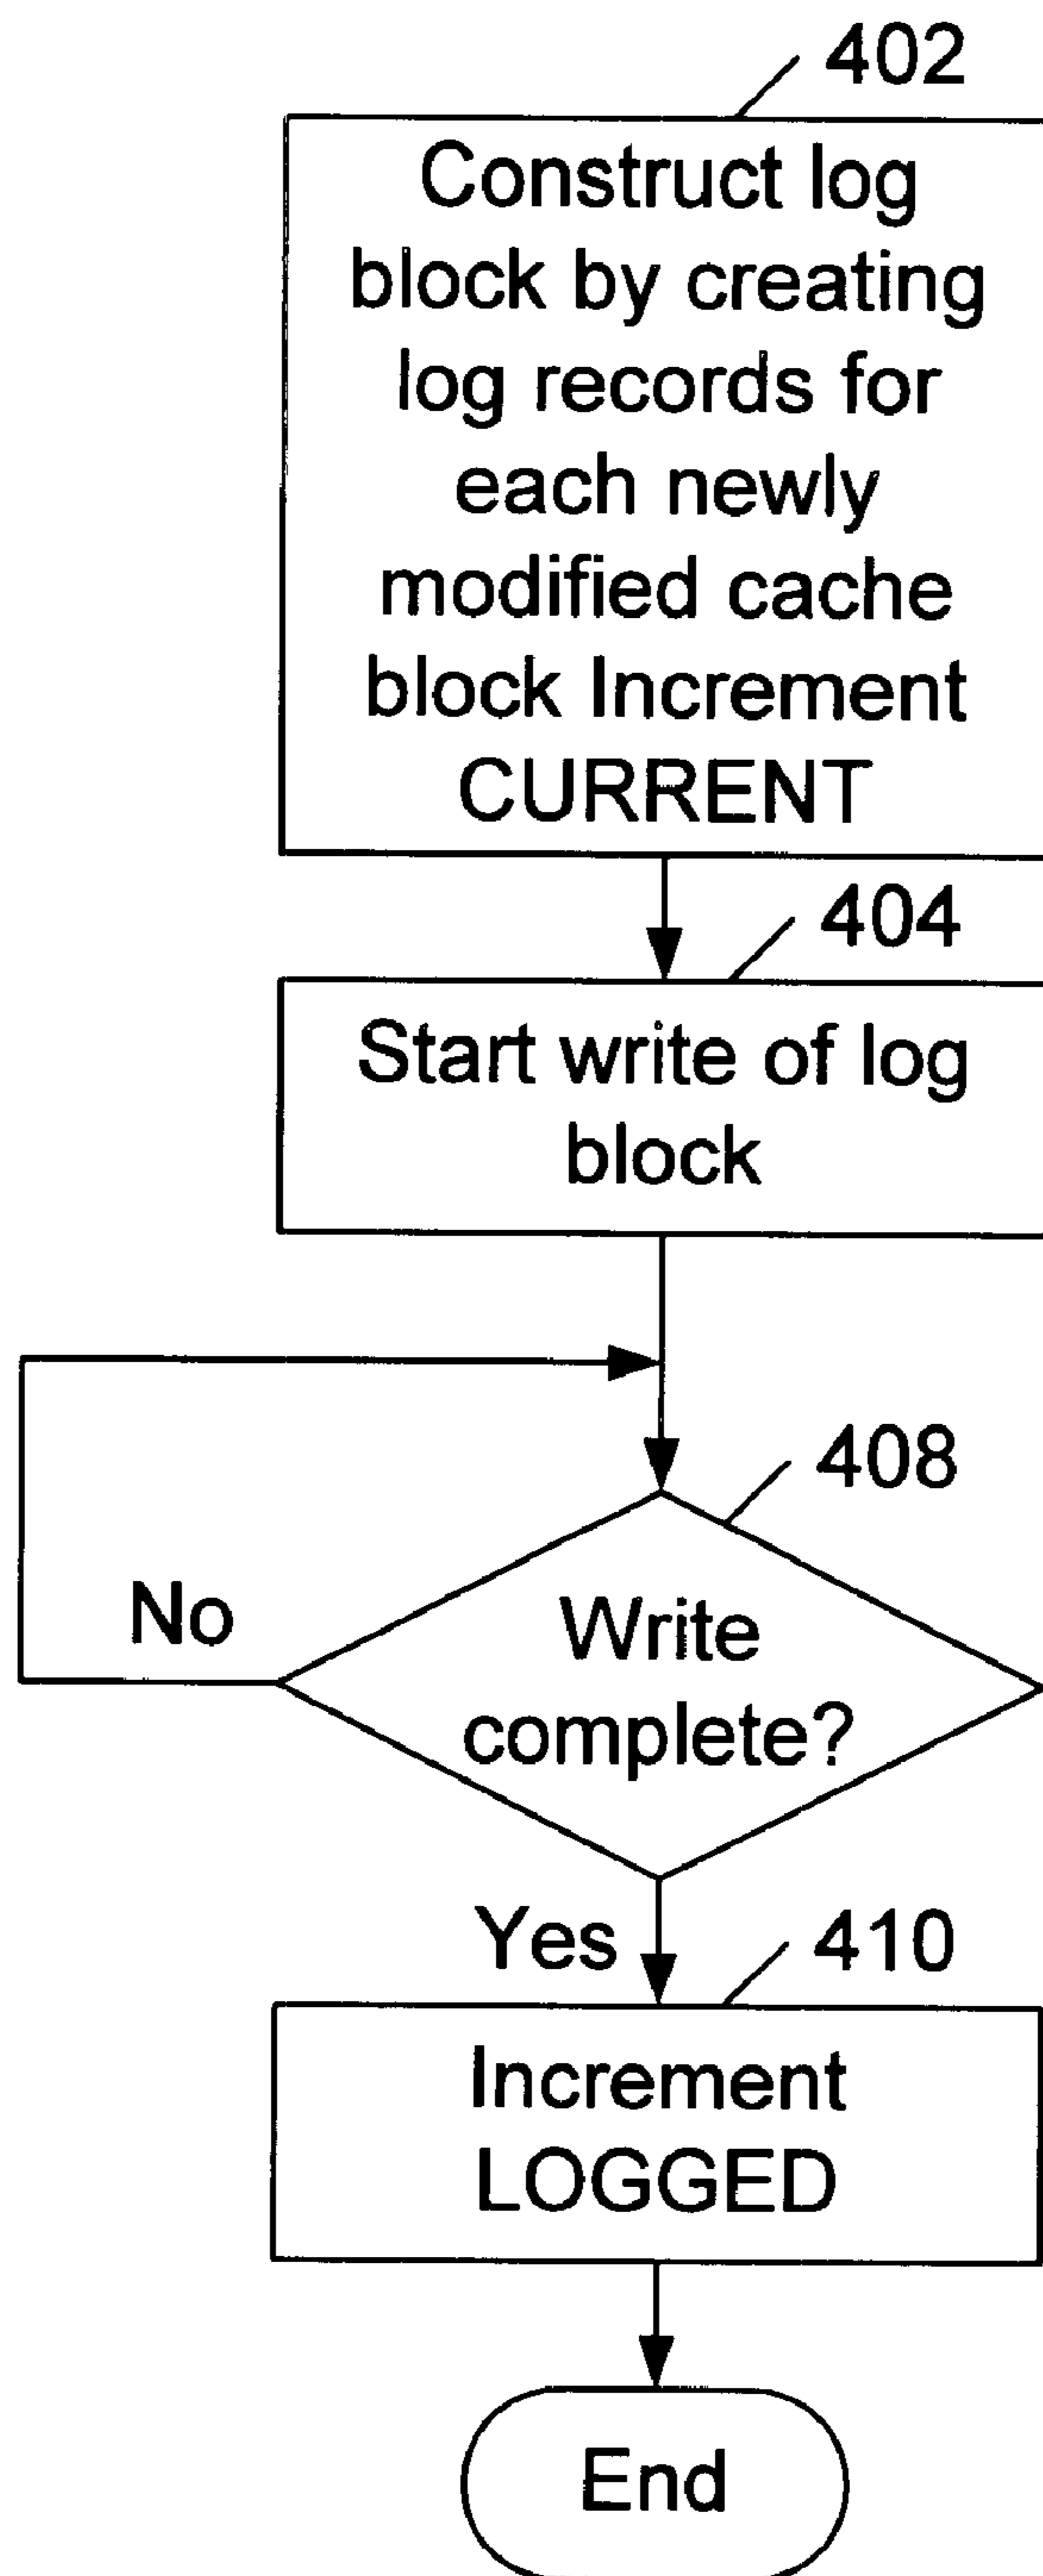 402
Construct log
block by creating
log records for
each newly
modified cache
block Increment
CURRENT
404
Start write of log
block
408
No
Write
complete?
Yes
410
Increment
LOGGED
End